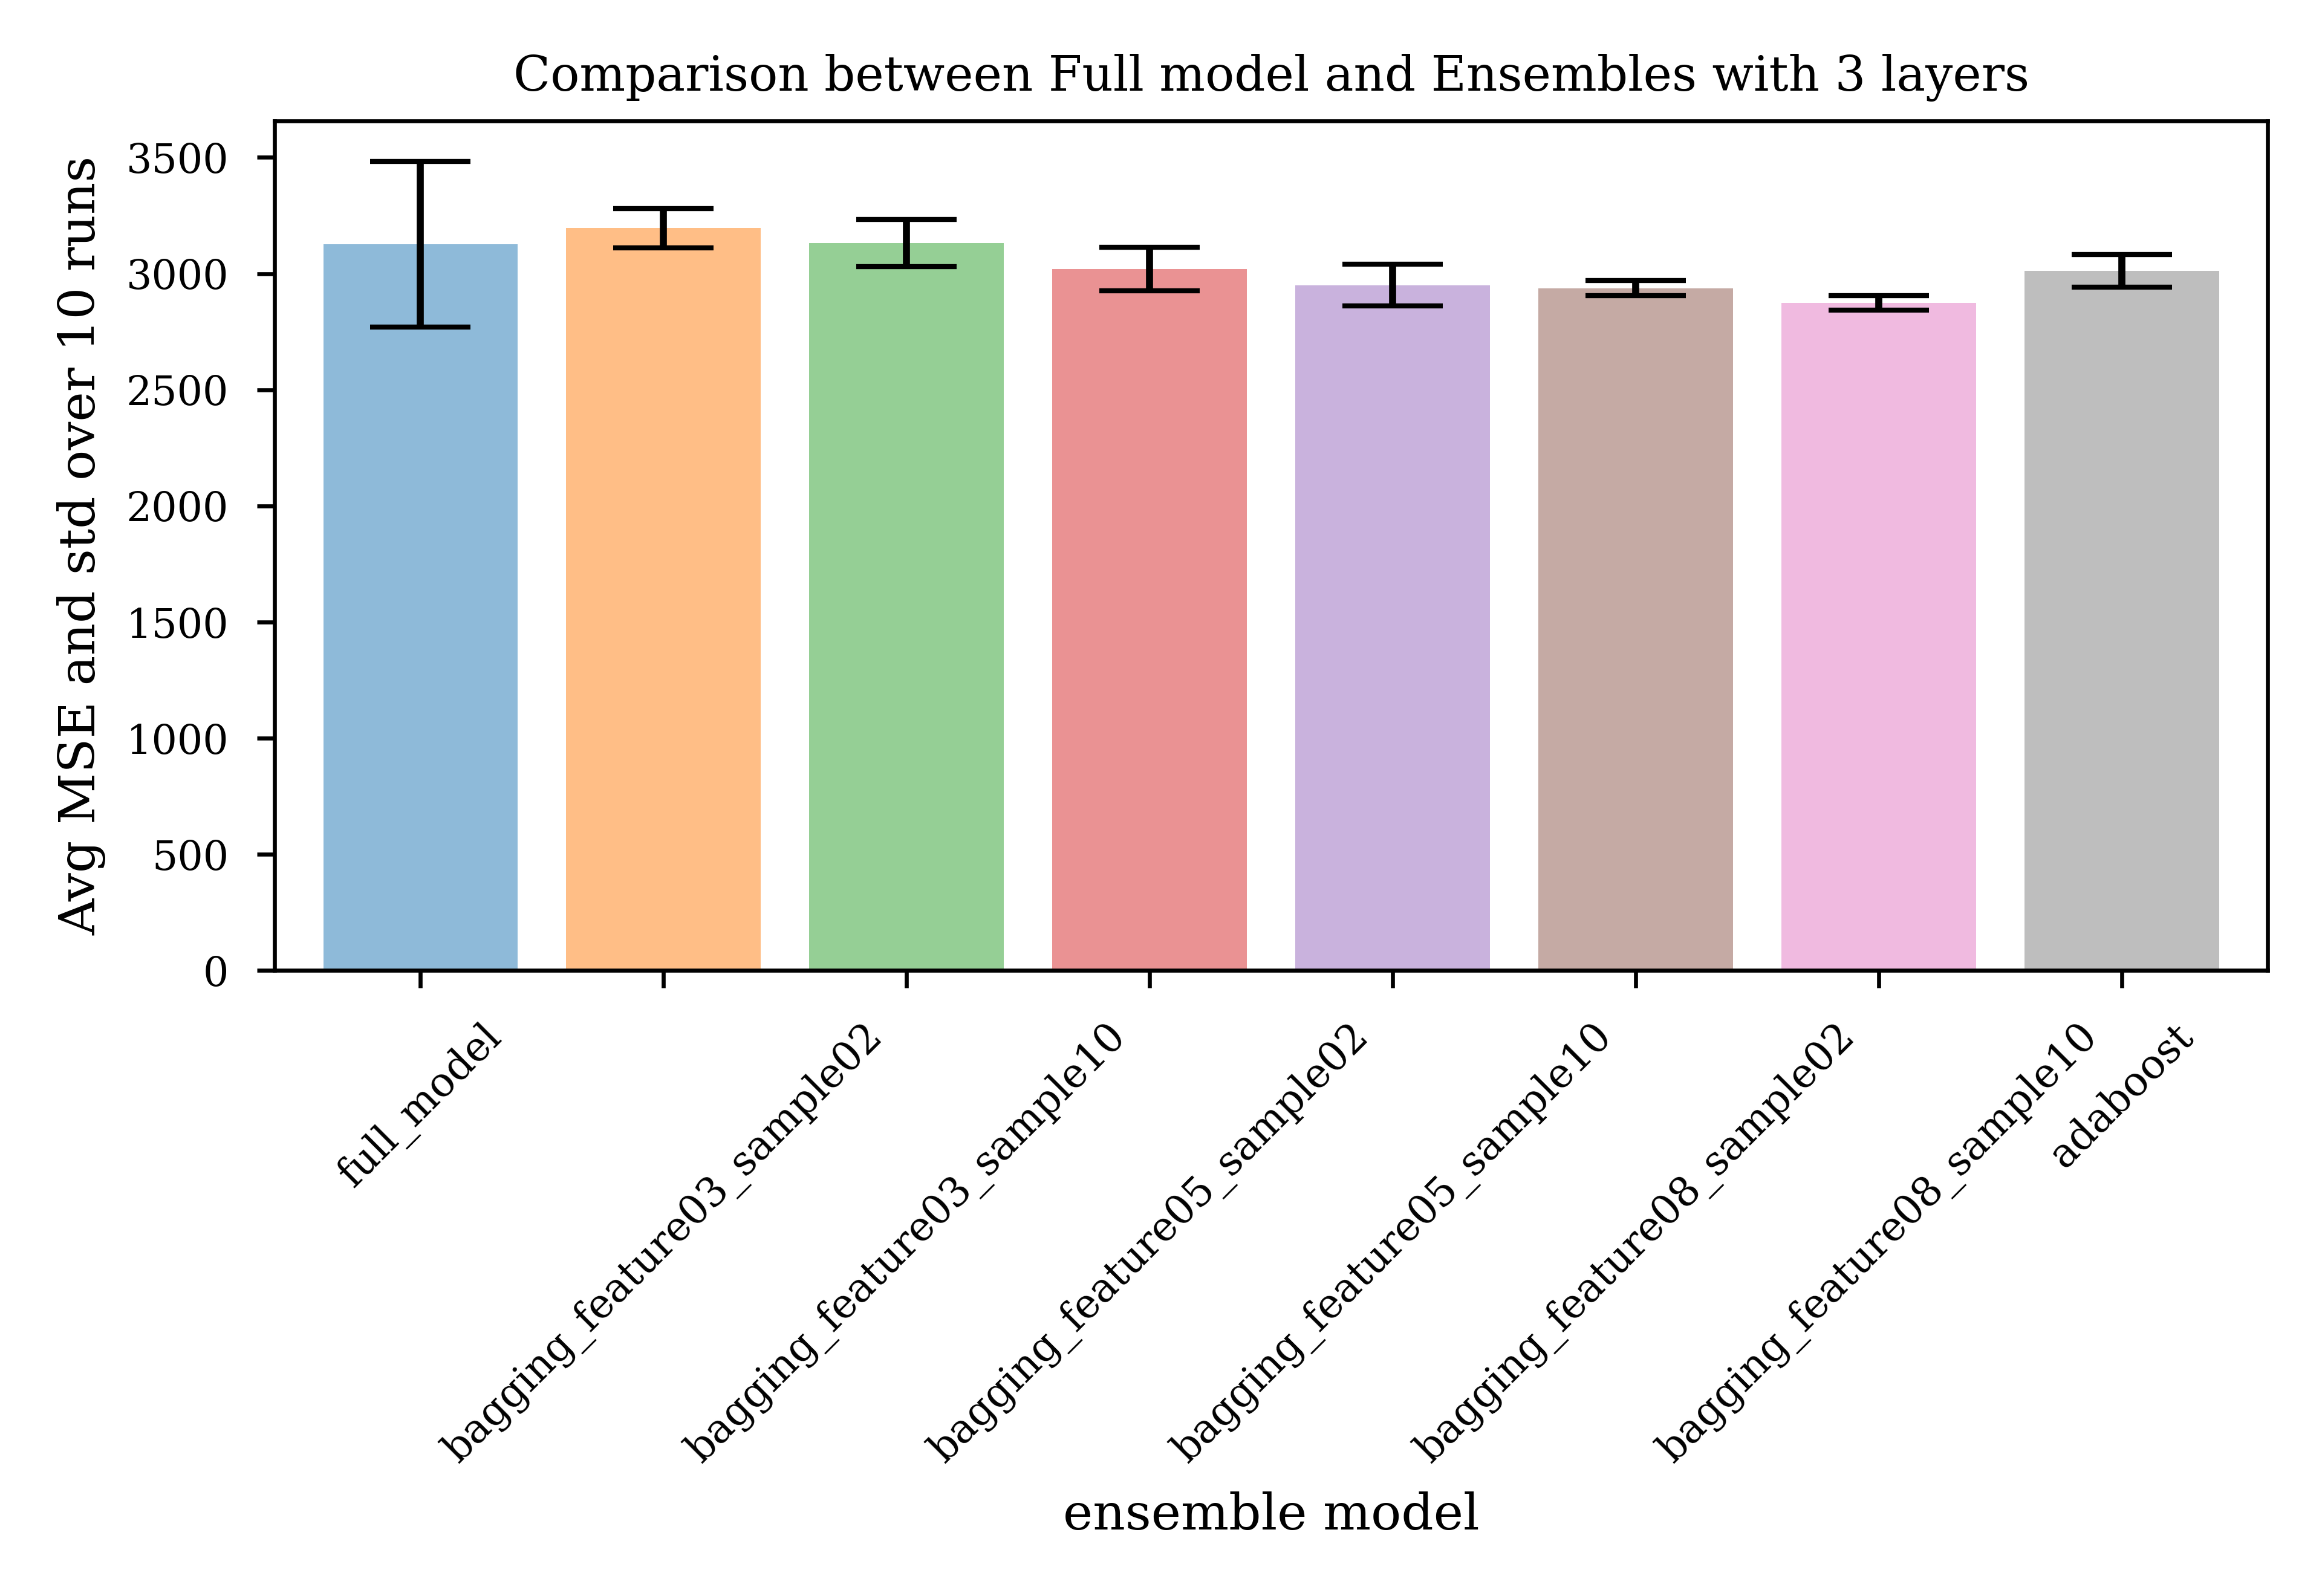 Comparison between Full model and Ensembles with 3 layers
Avg MSE and std over 10 runs
3500
3000
2500
2000
1500
1000
500
0
full_model
bagging_feature03_sample02
bagging_feature03_sample10
bagging_feature05_sample02
bagging_feature05_sample10
bagging_feature08_sample02
bagging_feature08_sample10
adaboost
ensemble model